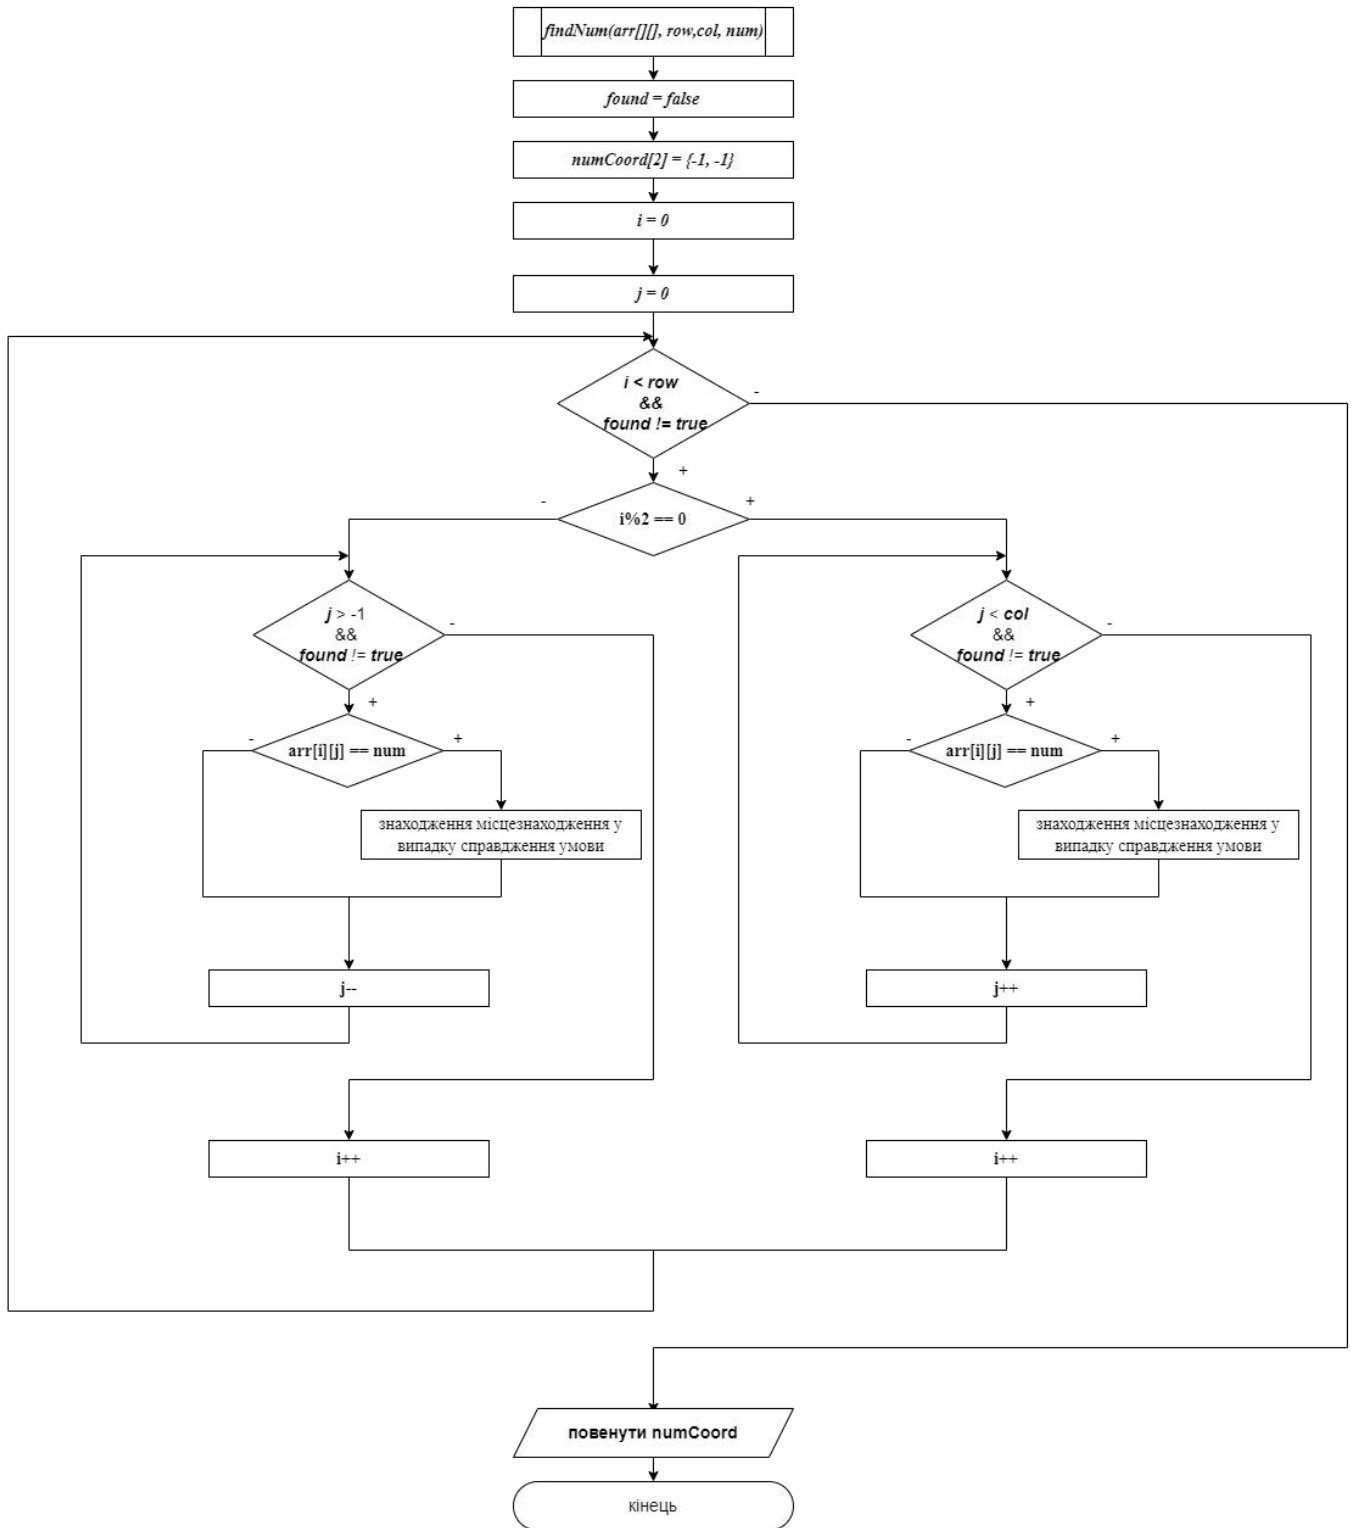 findNum(arr[][], row,col, num)
found = false
numCoord[2] = {-1, -1}
i = 0
j = 0
i < row
&&
found != true
-
+
i%2 == 0
-
+
j > -1
&&
found != true
-
+
arr[i][j] == num
-
+
знаходження місцезнаходження у
випадку справдження умови
j--
i++
j < col
&&
found != true
-
+
arr[i][j] == num
-
+
знаходження місцезнаходження у
випадку справдження умови
j++
i++
повенути numCoord
кінець